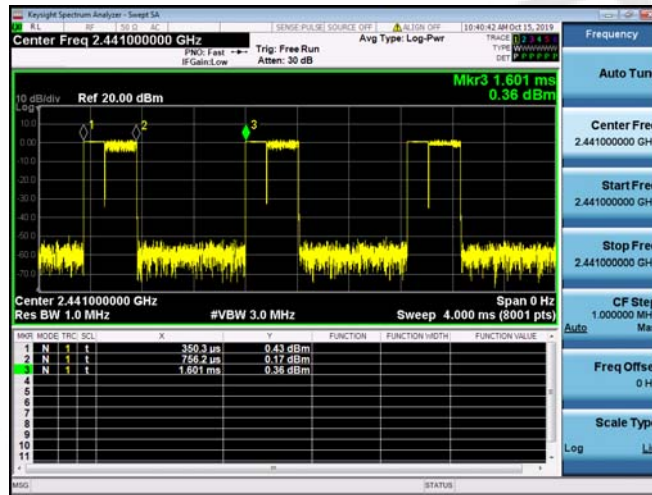 Keysight Spectrum Analyzer - Swept SA
RL RF 50 Ω AC SENSE:PULSE SOURCE OFF ALIGN OFF 10:40:42 AM Oct 15, 2019
Center Freq 2.441000000 GHz
PNO: Fast
IFGain:Low
Trig: Free Run
Atten: 30 dB
Avg Type: Log-Pwr
TRACE 1 2 3 4 5 6
TYPE WWWWWW
DET P P P P P P
Mkr3 1.601 ms
0.36 dBm
10 dB/div
Log
Ref 20.00 dBm
10.0
0.00
-10.0
-20.0
-30.0
-40.0
-50.0
-60.0
-70.0
1
2
3
Center 2.441000000 GHz
Span 0 Hz
Res BW 1.0 MHz
#VBW 3.0 MHz
Sweep 4.000 ms (8001 pts)
MKR MODE TRC SCL X Y FUNCTION FUNCTION WIDTH FUNCTION VALUE
1 N 1 t 350.3 µs 0.43 dBm
2 N 1 t 756.2 µs 0.17 dBm
3 N 1 t 1.601 ms 0.36 dBm
4
5
6
7
8
9
10
11
MSG
STATUS
Frequency
Auto Tun
Center Fre
2.441000000 GH
Start Fre
2.441000000 GH
Stop Fre
2.441000000 GH
CF Ste
1.000000 MH
Auto Ma
Freq Offse
0 H
Scale Typ
Log Li